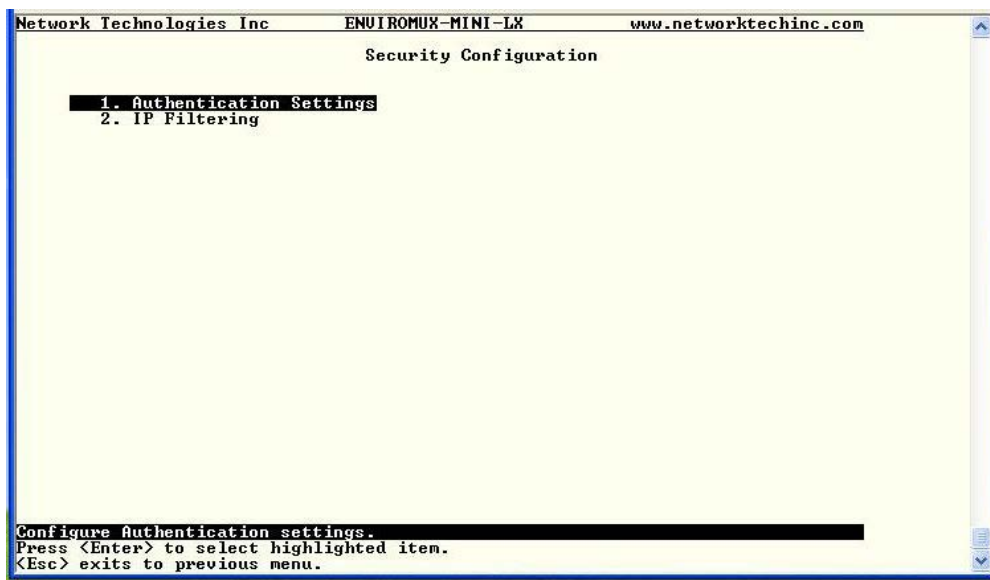 Network Technologies Inc ENVIROMUX-MINI-LX www.networktechinc.com
Security Configuration
1. Authentication Settings
2. IP Filtering
Configure Authentication settings.
Press <Enter> to select highlighted item.
<Esc> exits to previous menu.